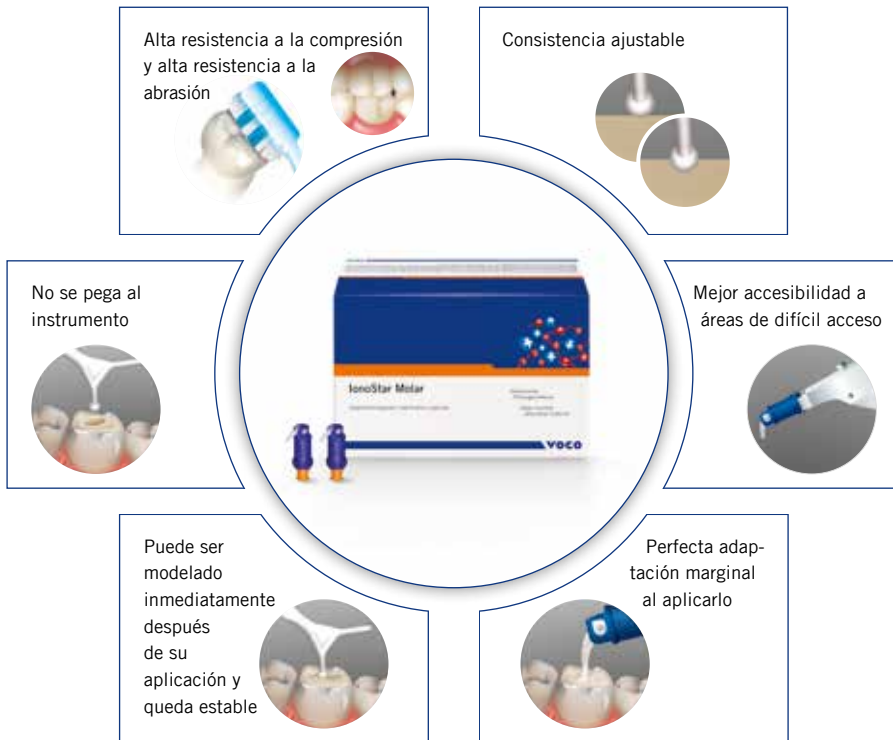 Alta resistencia a la compresión
y alta resistencia a la
abrasión
Consistencia ajustable
No se pega al
instrumento
Mejor accesibilidad a
áreas de difícil acceso
IonoStar Molar
VOCO
Puede ser
modelado
inmediatamente
después
de su
aplicación y
queda estable
Perfecta adap-
tación marginal
al aplicarlo